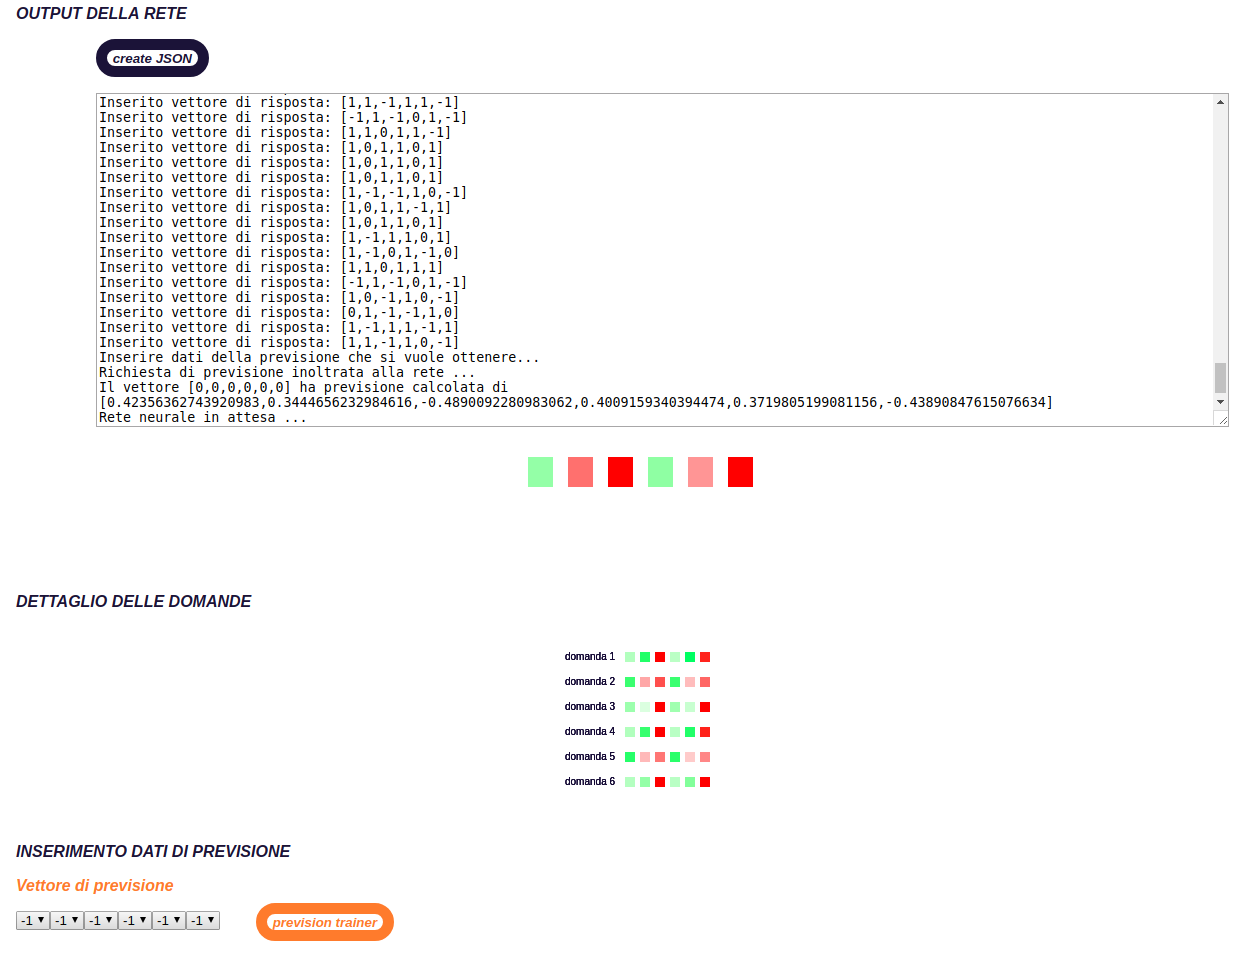 OUTPUT DELLA RETE
create JSON
Inserito vettore di risposta: [1,1,-1,1,1,-1]
Inserito vettore di risposta: [-1,1,-1,0,1,-1]
Inserito vettore di risposta: [1,1,0,1,1,-1]
Inserito vettore di risposta: [1,0,1,1,0,1]
Inserito vettore di risposta: [1,0,1,1,0,1]
Inserito vettore di risposta: [1,0,1,1,0,1]
Inserito vettore di risposta: [1,-1,-1,1,0,-1]
Inserito vettore di risposta: [1,0,1,1,-1,1]
Inserito vettore di risposta: [1,0,1,1,0,1]
Inserito vettore di risposta: [1,-1,1,1,0,1]
Inserito vettore di risposta: [1,-1,0,1,-1,0]
Inserito vettore di risposta: [1,1,0,1,1,1]
Inserito vettore di risposta: [-1,1,-1,0,1,-1]
Inserito vettore di risposta: [1,0,-1,1,0,-1]
Inserito vettore di risposta: [0,1,-1,-1,1,0]
Inserito vettore di risposta: [1,-1,1,1,-1,1]
Inserito vettore di risposta: [1,1,-1,1,0,-1]
Inserire dati della previsione che si vuole ottenere...
Richiesta di previsione inoltrata alla rete ...
Il vettore [0,0,0,0,0,0] ha previsione calcolata di
[0.42356362743920983,0.3444656232984616,-0.4890092280983062,0.4009159340394474,0.3719805199081156,-0.43890847615076634]
Rete neurale in attesa ...
DETTAGLIO DELLE DOMANDE
domanda 1
domanda 2
domanda 3
domanda 4
domanda 5
domanda 6
INSERIMENTO DATI DI PREVISIONE
Vettore di previsione
-1 -1 -1 -1 -1 -1 prevision trainer